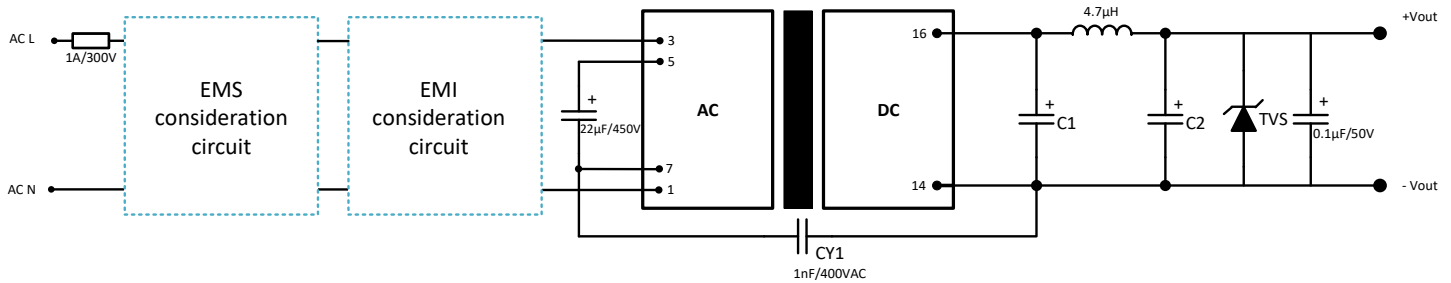 AC L
1A/300V
EMS
consideration
circuit
EMI
consideration
circuit
+
22µF/450V
3
5
7
1
AC
DC
16
14
4.7µH
+
C1
+
C2
TVS
+
0.1µF/50V
+Vout
- Vout
AC N
CY1
1nF/400VAC